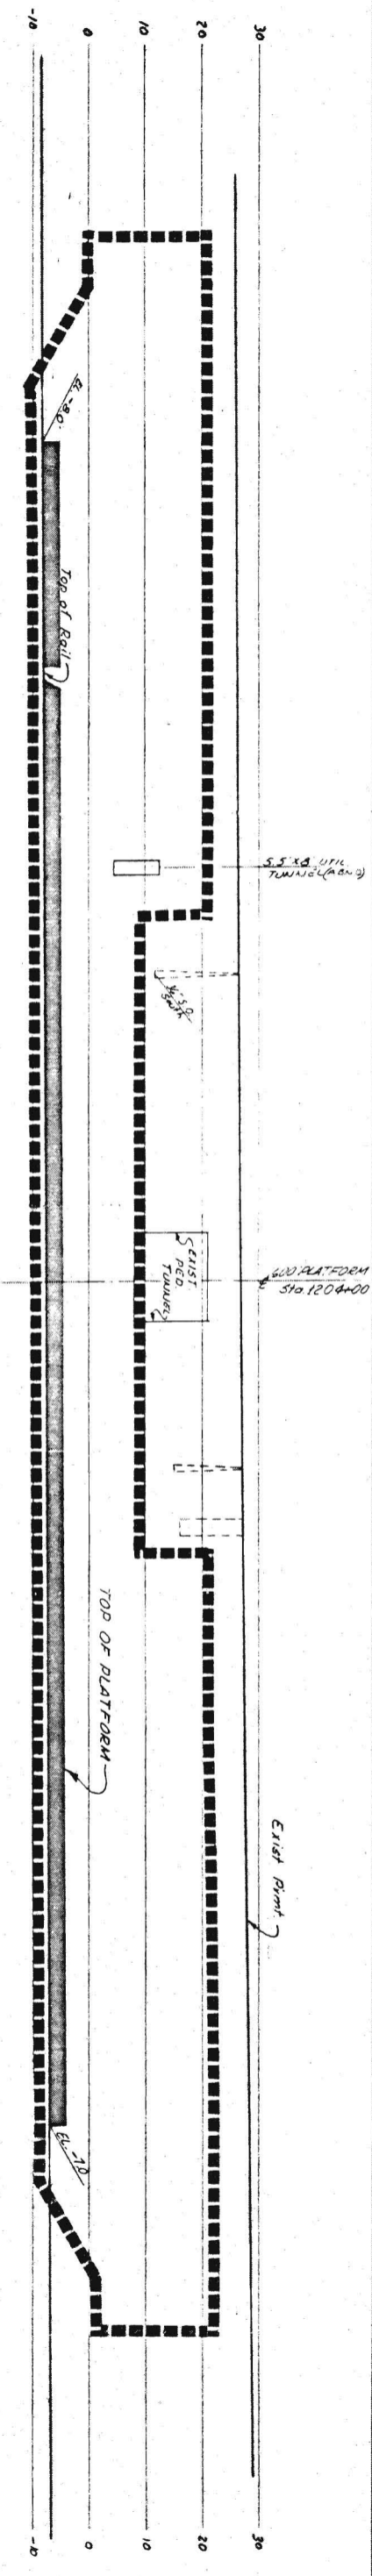 30
20
10
0
-10
EL. -8.0
Top of Rail
5.5' x 8' UTIL
TUNNEL (ABND)
EXIST
PED
TUNNEL
600' PLATFORM
Sta. 1204+00
TOP OF PLATFORM
Exist Pvmt.
EL. -7.0
30
20
10
0
-10